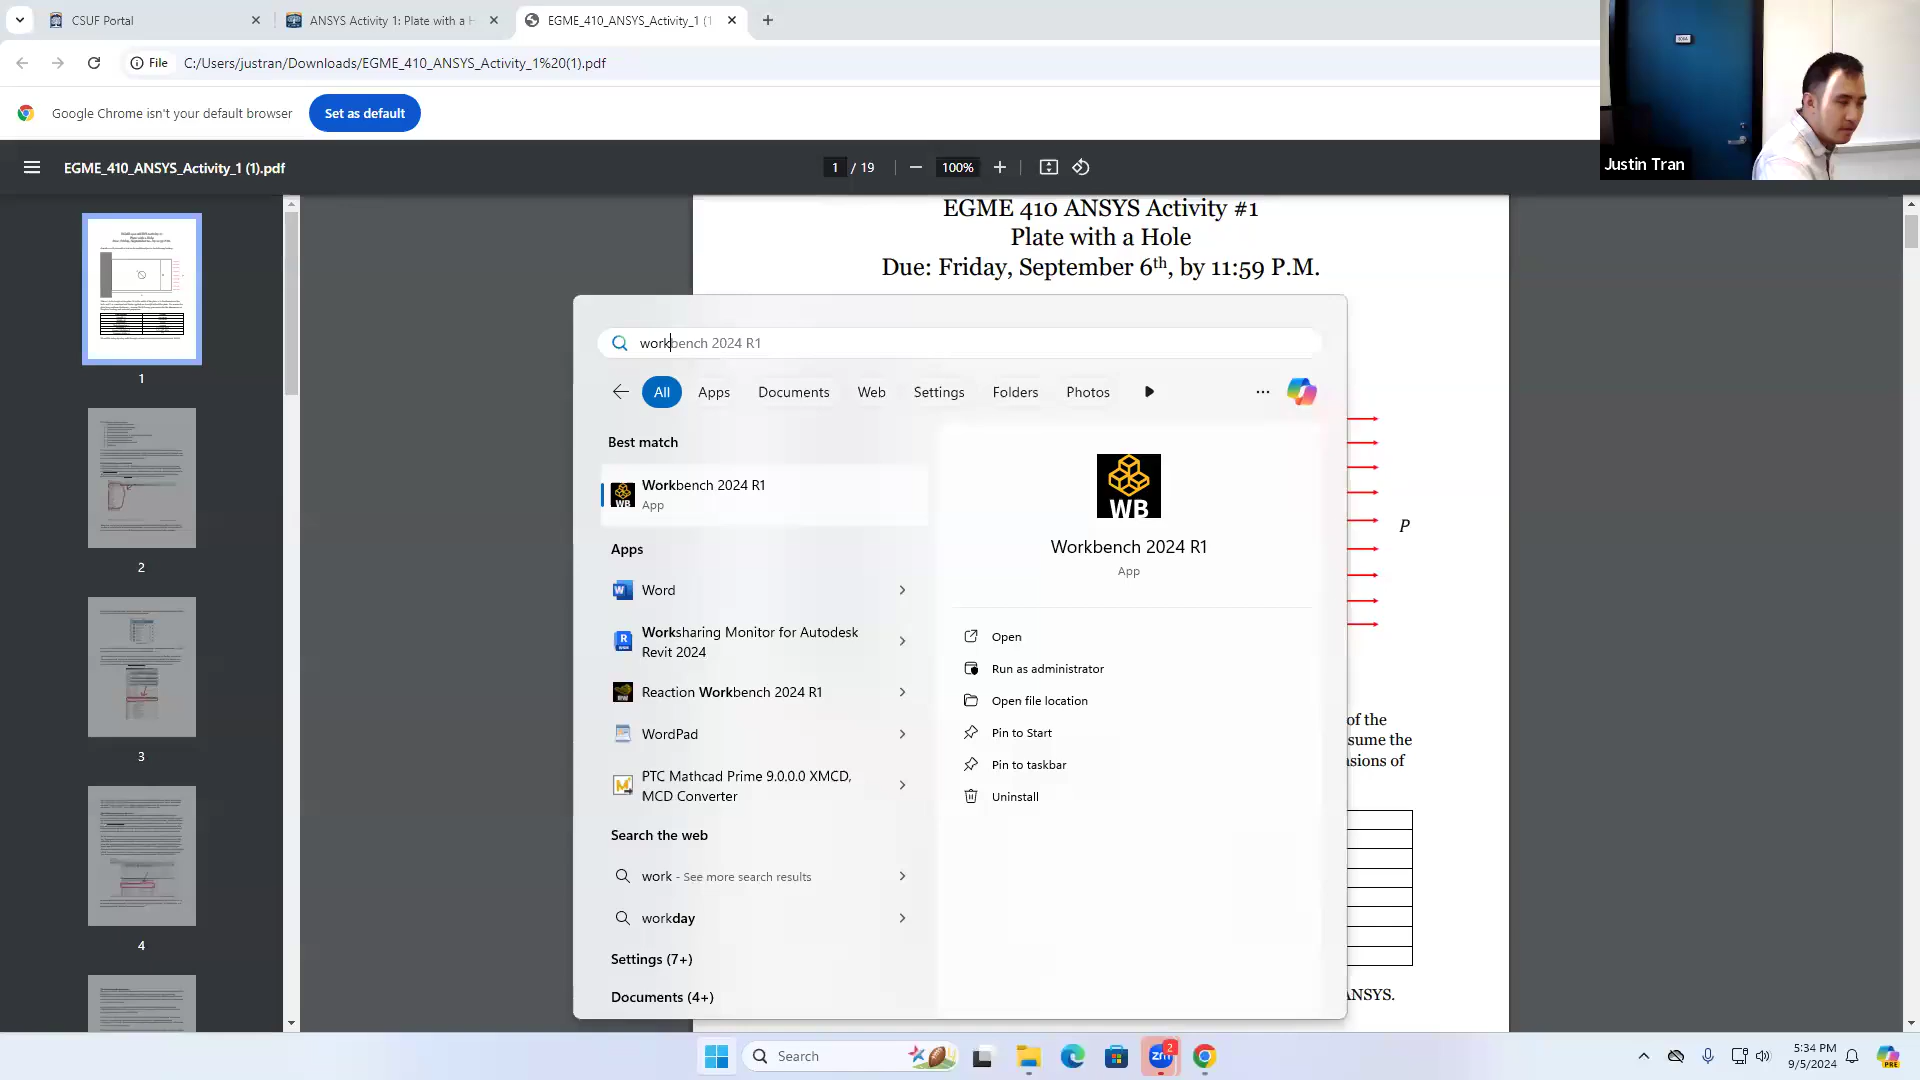 CSUF Portal
ANSYS Activity 1: Plate with a H
EGME_410_ANSYS_Activity_1 (1
File
C:/Users/justran/Downloads/EGME_410_ANSYS_Activity_1%20(1).pdf
Google Chrome isn't your default browser
Set as default
EGME_410_ANSYS_Activity_1 (1).pdf
1 / 19
100%
Justin Tran
EGME 410 ANSYS Activity #1
Plate with a Hole
Due: Friday, September 6th, by 11:59 P.M.
1
2
3
4
workbench 2024 R1
All
Apps
Documents
Web
Settings
Folders
Photos
Best match
Workbench 2024 R1
App
Apps
Word
Worksharing Monitor for Autodesk
Revit 2024
Reaction Workbench 2024 R1
WordPad
PTC Mathcad Prime 9.0.0.0 XMCD,
MCD Converter
Search the web
work - See more search results
workday
Settings (7+)
Documents (4+)
WB
Workbench 2024 R1
App
Open
Run as administrator
Open file location
Pin to Start
Pin to taskbar
Uninstall
P
of the
sume the
sions of
ANSYS.
Search
zm
2
5:34 PM
9/5/2024
PRE